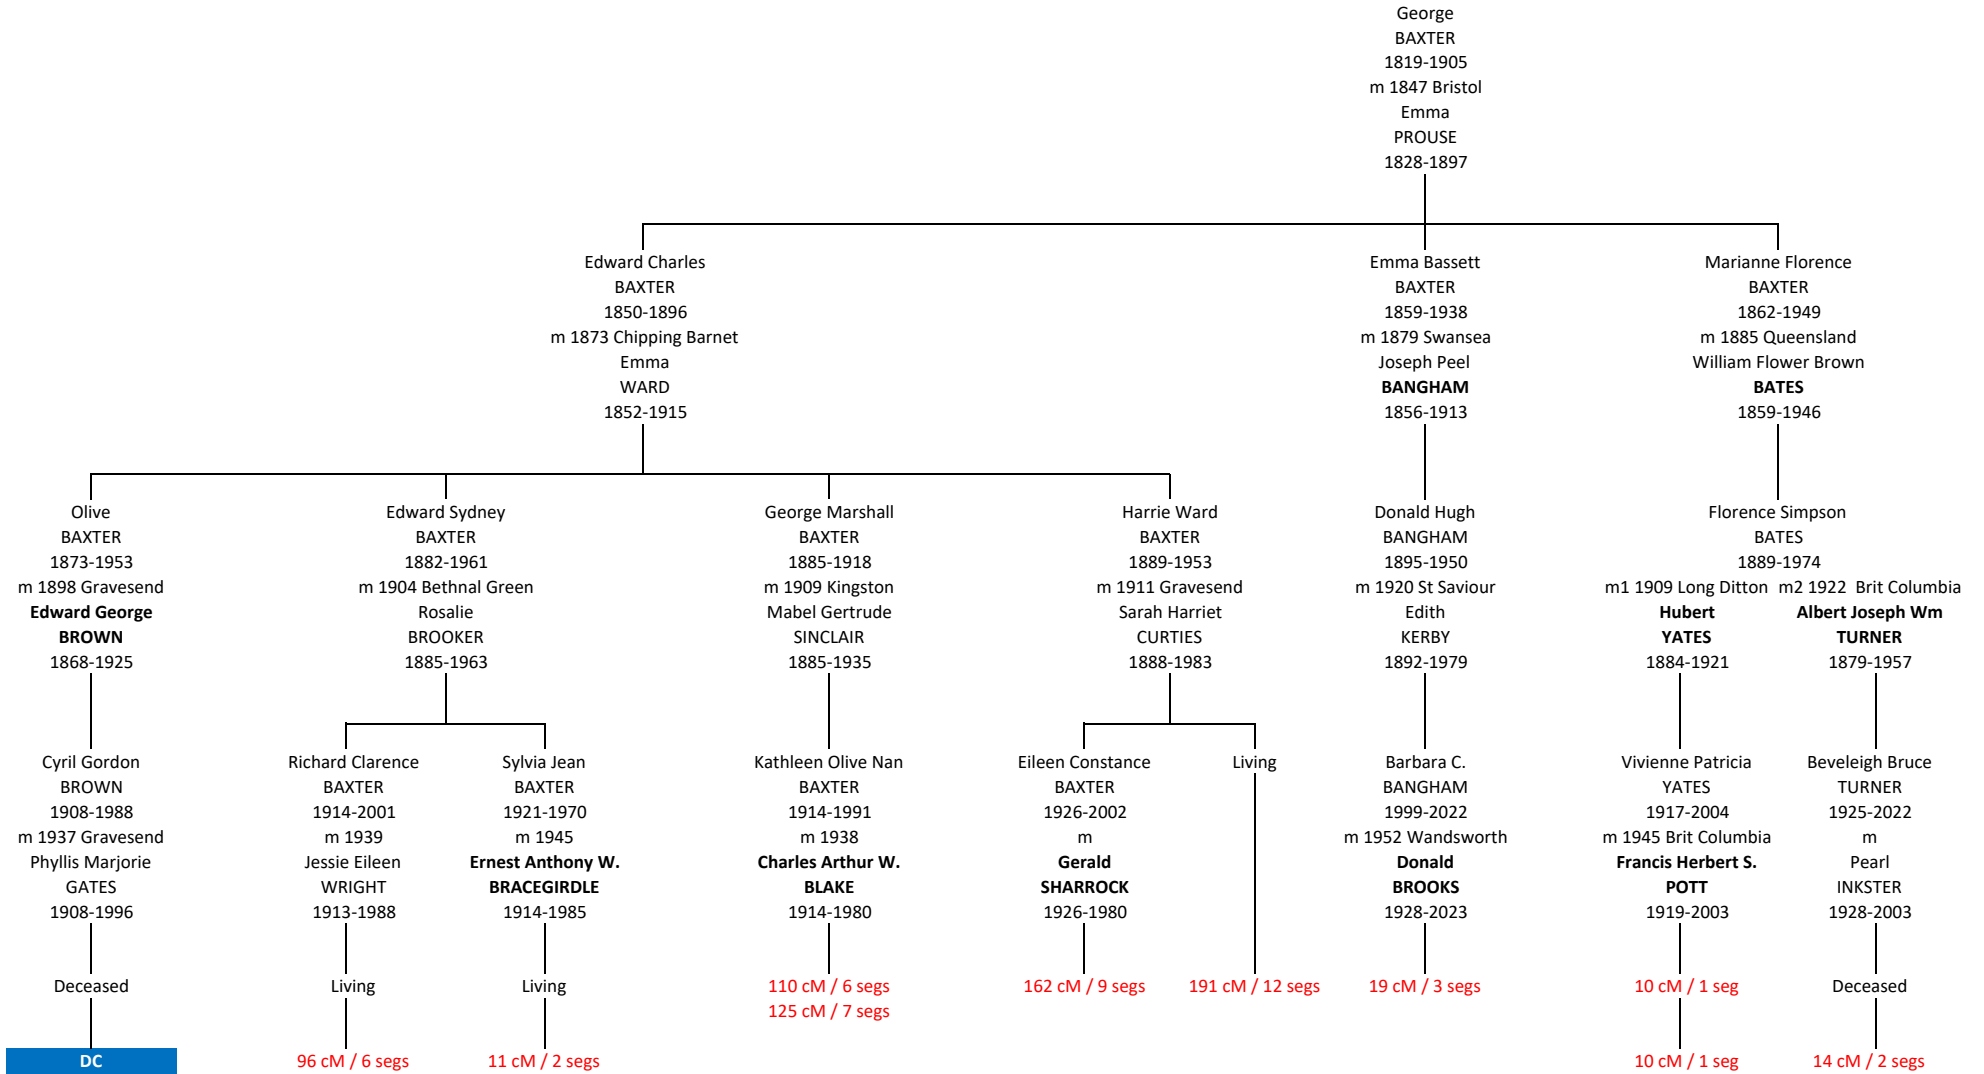 George
BAXTER
1819-1905
m 1847 Bristol
Emma
PROUSE
1828-1897
Edward Charles
BAXTER
1850-1896
m 1873 Chipping Barnet
Emma
WARD
1852-1915
Emma Bassett
BAXTER
1859-1938
m 1879 Swansea
Joseph Peel
BANGHAM
1856-1913
Marianne Florence
BAXTER
1862-1949
m 1885 Queensland
William Flower Brown
BATES
1859-1946
Olive
BAXTER
1873-1953
m 1898 Gravesend
Edward George
BROWN
1868-1925
Edward Sydney
BAXTER
1882-1961
m 1904 Bethnal Green
Rosalie
BROOKER
1885-1963
George Marshall
BAXTER
1885-1918
m 1909 Kingston
Mabel Gertrude
SINCLAIR
1885-1935
Harrie Ward
BAXTER
1889-1953
m 1911 Gravesend
Sarah Harriet
CURTIES
1888-1983
Donald Hugh
BANGHAM
1895-1950
m 1920 St Saviour
Edith
KERBY
1892-1979
Florence Simpson
BATES
1889-1974
m1 1909 Long Ditton
Hubert
YATES
1884-1921
m2 1922 Brit Columbia
Albert Joseph Wm
TURNER
1879-1957
Cyril Gordon
BROWN
1908-1988
m 1937 Gravesend
Phyllis Marjorie
GATES
1908-1996
Richard Clarence
BAXTER
1914-2001
m 1939
Jessie Eileen
WRIGHT
1913-1988
Sylvia Jean
BAXTER
1921-1970
m 1945
Ernest Anthony W.
BRACEGIRDLE
1914-1985
Kathleen Olive Nan
BAXTER
1914-1991
m 1938
Charles Arthur W.
BLAKE
1914-1980
Eileen Constance
BAXTER
1926-2002
m
Gerald
SHARROCK
1926-1980
Living
Barbara C.
BANGHAM
1999-2022
m 1952 Wandsworth
Donald
BROOKS
1928-2023
Vivienne Patricia
YATES
1917-2004
m 1945 Brit Columbia
Francis Herbert S.
POTT
1919-2003
Beveleigh Bruce
TURNER
1925-2022
m
Pearl
INKSTER
1928-2003
Deceased
Living
Living
110 cM / 6 segs
125 cM / 7 segs
162 cM / 9 segs
191 cM / 12 segs
19 cM / 3 segs
10 cM / 1 seg
Deceased
DC
96 cM / 6 segs
11 cM / 2 segs
10 cM / 1 seg
14 cM / 2 segs